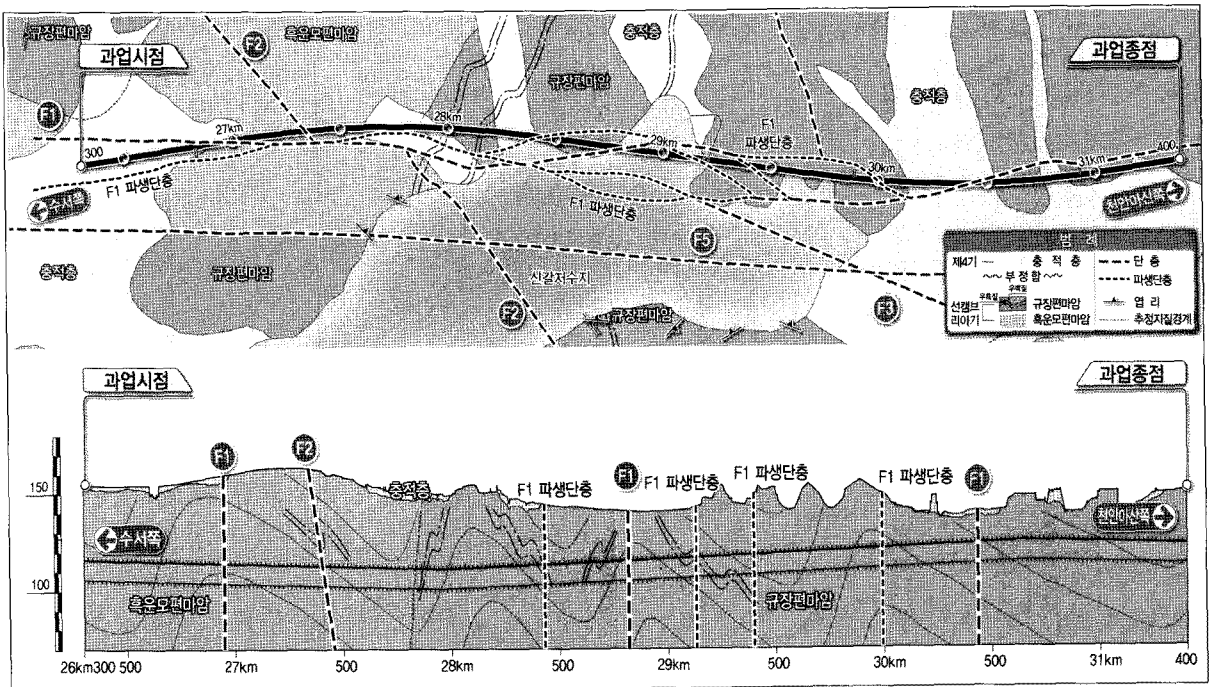 규장편마암
과업시점
F2
흑운모편마암
충적층
과업종점
F1
27km
28km
규장편마암
29km
F1
파생단층
충적층
300
30km
31km
400
F1 파생단층
수서쪽
F1 파생단층
천안아산쪽
충적층
규장편마암
신갈저수지
F5
F2
규장편마암
F3
범 례
제4기 충 적 층 단 층
부 정 합 파생단층
우백질
우흑질
선캠브 규장편마암 엽 리
리아기 흑운모편마암 추정지질경계
과업시점
과업종점
F1
F2
150
충적층
F1 파생단층
F1
F1 파생단층
F1 파생단층
F1 파생단층
F1
수서쪽
천안아산쪽
100
흑운모편마암
규장편마암
26km300 500 27km 500 28km 500 29km 500 30km 500 31km 400